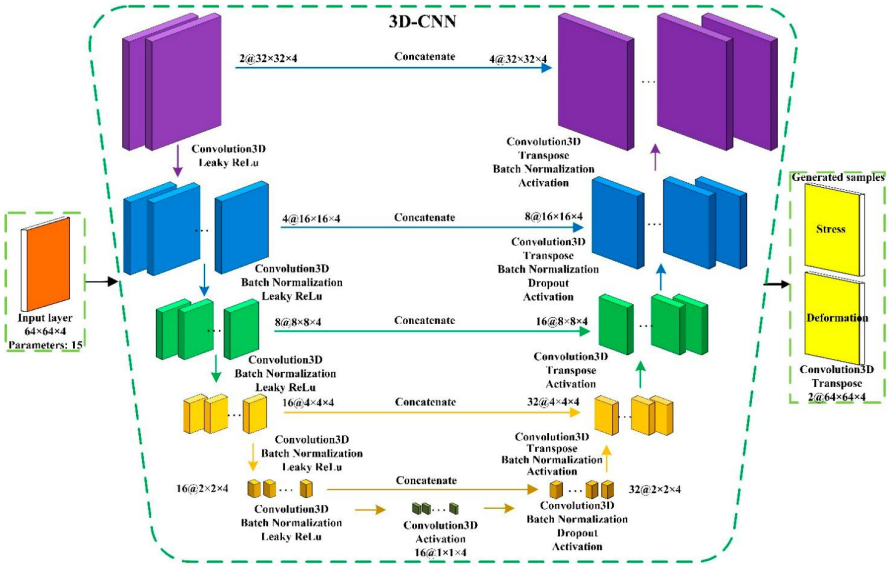 3D-CNN
2@32×32×4
Concatenate
4@32×32×4
Convolution3D
Leaky ReLu
Convolution3D
Transpose
Batch Normalization
Activation
4@16×16×4
Concatenate
8@16×16×4
Convolution3D
Batch Normalization
Leaky ReLu
Convolution3D
Transpose
Batch Normalization
Dropout
Activation
Input layer
64×64×4
Parameters: 15
8@8×8×4
Concatenate
16@8×8×4
Convolution3D
Batch Normalization
Leaky ReLu
Convolution3D
Transpose
Activation
16@4×4×4
Concatenate
32@4×4×4
Convolution3D
Batch Normalization
Leaky ReLu
Convolution3D
Transpose
Batch Normalization
Activation
16@2×2×4
Concatenate
32@2×2×4
Convolution3D
Batch Normalization
Leaky ReLu
Convolution3D
Activation
16@1×1×4
Convolution3D
Batch Normalization
Dropout
Activation
Generated samples
Stress
Deformation
Convolution3D
Transpose
2@64×64×4